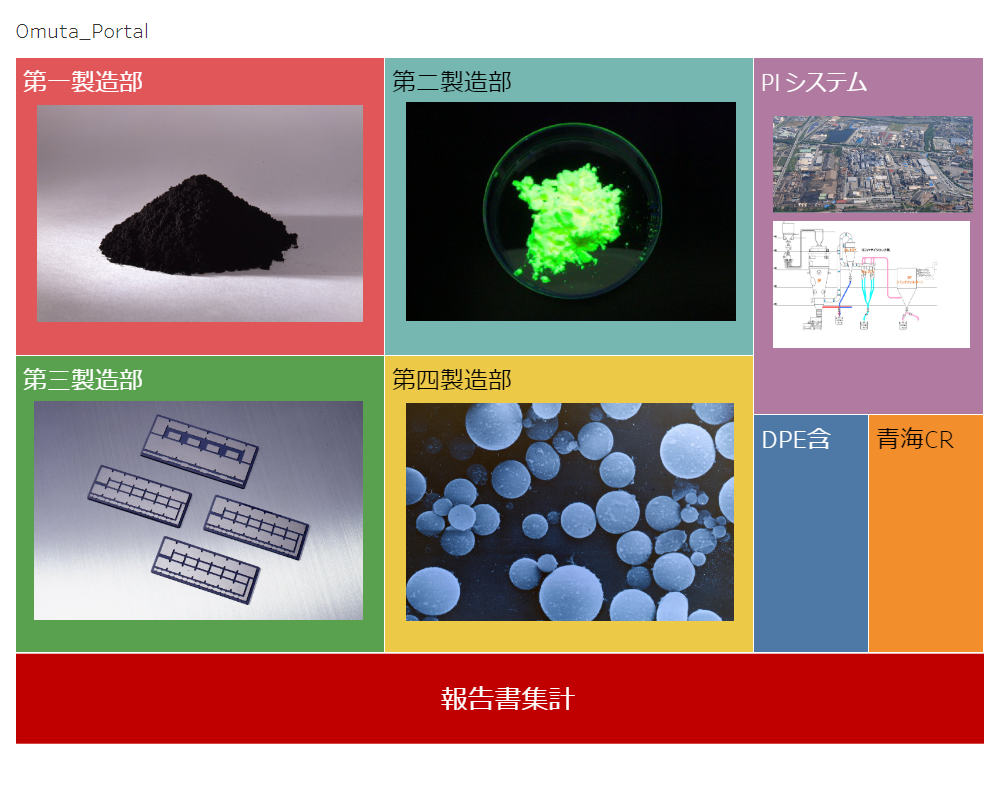 Omuta_Portal
第一製造部
第二製造部
PIシステム
第三製造部
第四製造部
DPE含
青海CR
報告書集計